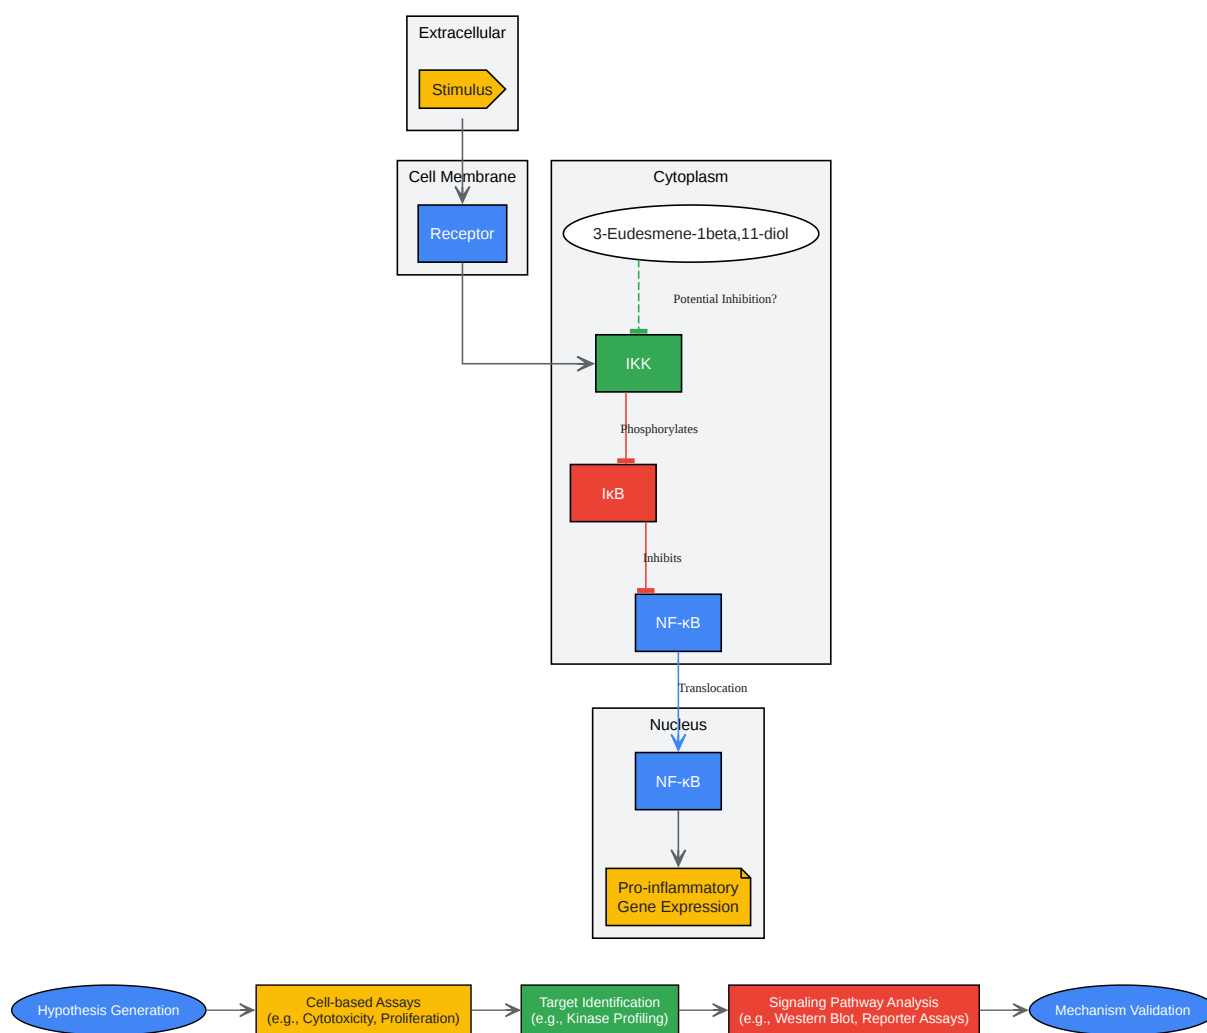 Extracellular
Stimulus
Cell Membrane
Receptor
Cytoplasm
3-Eudesmene-1beta,11-diol
Potential Inhibition?
IKK
Phosphorylates
IκB
Inhibits
NF-κB
Translocation
Nucleus
NF-κB
Pro-inflammatory
Gene Expression
Hypothesis Generation
Cell-based Assays
(e.g., Cytotoxicity, Proliferation)
Target Identification
(e.g., Kinase Profiling)
Signaling Pathway Analysis
(e.g., Western Blot, Reporter Assays)
Mechanism Validation